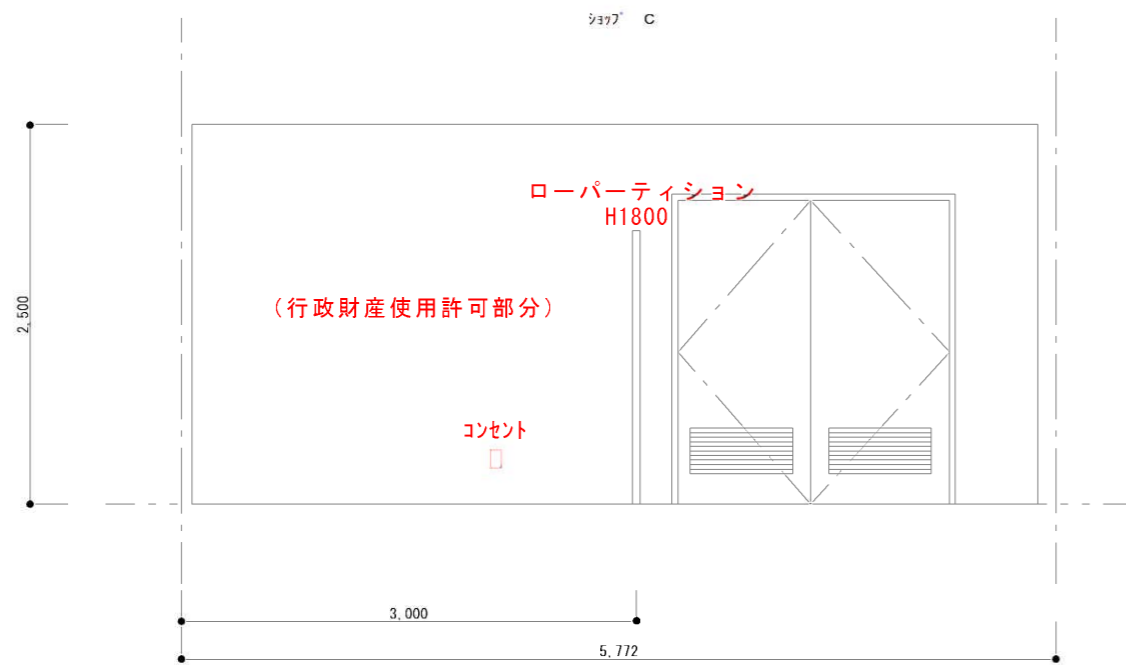 ショップ C
ローパーティション
H1800
2,500
（行政財産使用許可部分）
コンセント
3,000
5,772